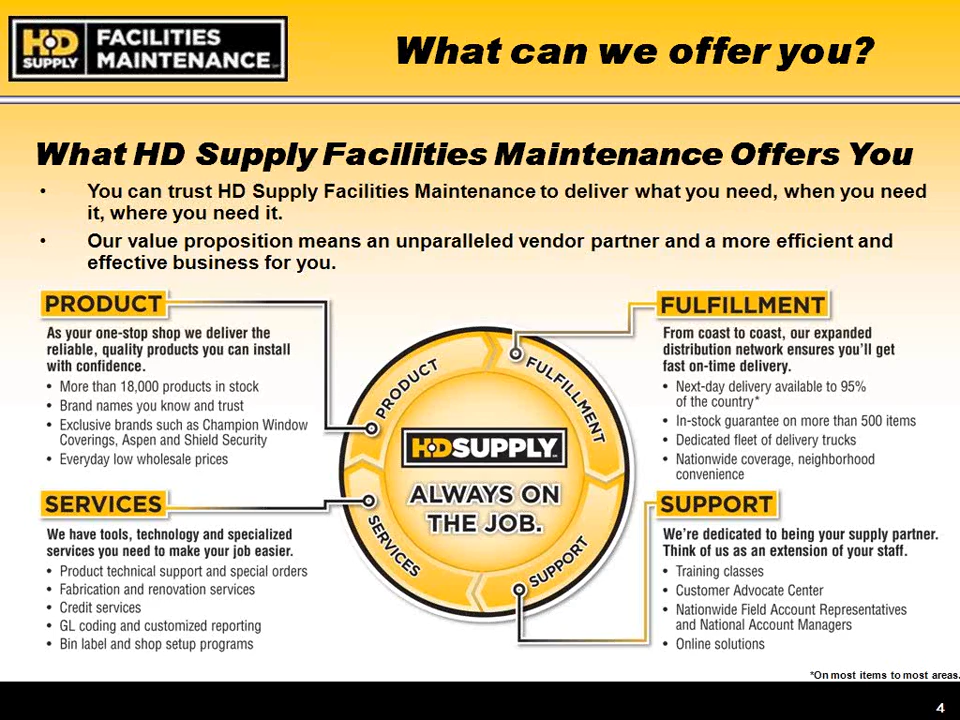 HD SUPPLY FACILITIES MAINTENANCE
What can we offer you?
What HD Supply Facilities Maintenance Offers You
• You can trust HD Supply Facilities Maintenance to deliver what you need, when you need
it, where you need it.
• Our value proposition means an unparalleled vendor partner and a more efficient and
effective business for you.
PRODUCT
As your one-stop shop we deliver the
reliable, quality products you can install
with confidence.
• More than 18,000 products in stock
• Brand names you know and trust
• Exclusive brands such as Champion Window
Coverings, Aspen and Shield Security
• Everyday low wholesale prices
SERVICES
We have tools, technology and specialized
services you need to make your job easier.
• Product technical support and special orders
• Fabrication and renovation services
• Credit services
• GL coding and customized reporting
• Bin label and shop setup programs
PRODUCT
FULFILLMENT
HD SUPPLY
ALWAYS ON
THE JOB.
SERVICES
SUPPORT
FULFILLMENT
From coast to coast, our expanded
distribution network ensures you'll get
fast on-time delivery.
• Next-day delivery available to 95%
of the country*
• In-stock guarantee on more than 500 items
• Dedicated fleet of delivery trucks
• Nationwide coverage, neighborhood
convenience
SUPPORT
We're dedicated to being your supply partner.
Think of us as an extension of your staff.
• Training classes
• Customer Advocate Center
• Nationwide Field Account Representatives
and National Account Managers
• Online solutions
*On most items to most areas.
4